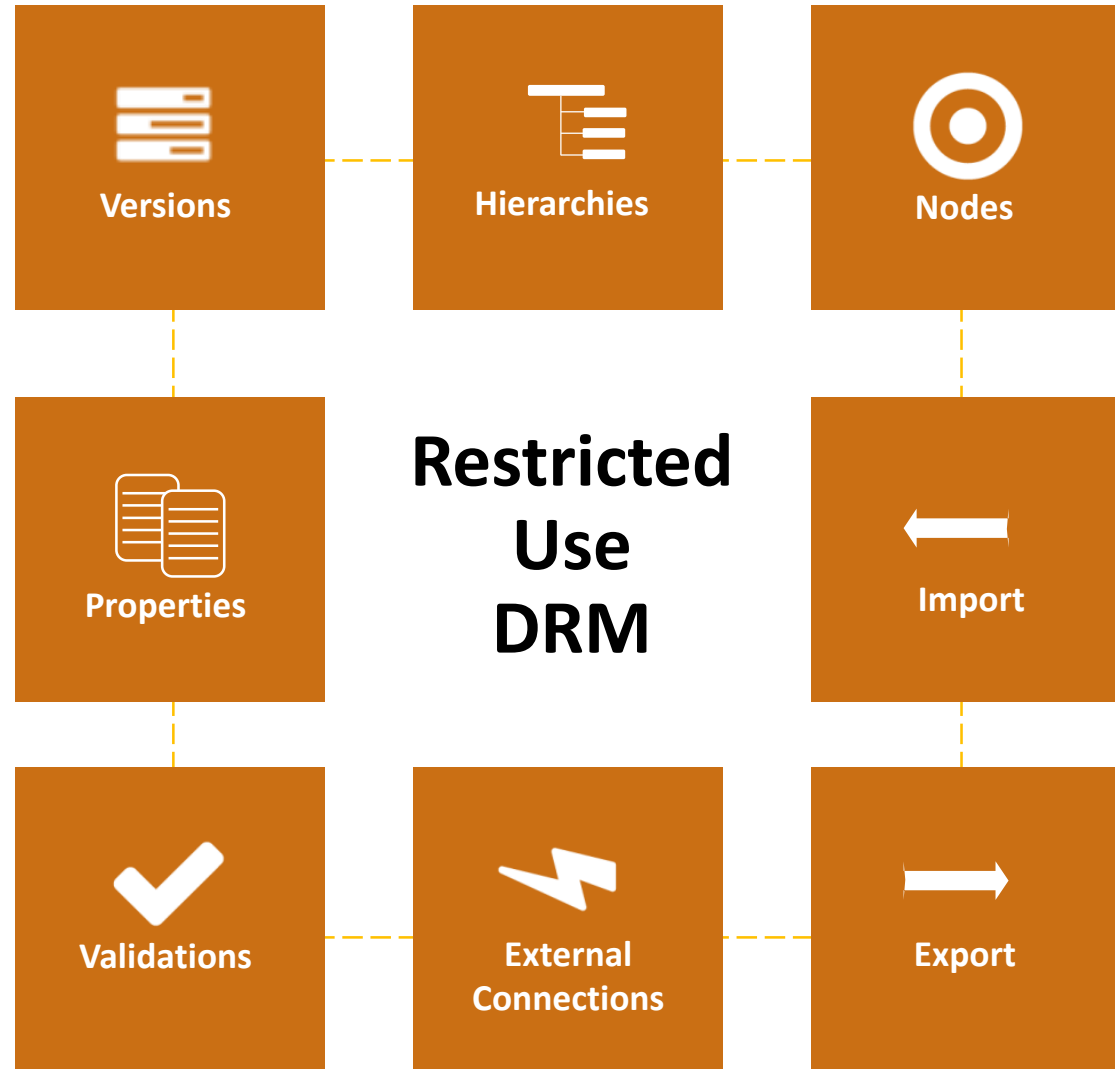 Versions
Hierarchies
Nodes
Properties
Restricted
Use
DRM
Import
Validations
External
Connections
Export